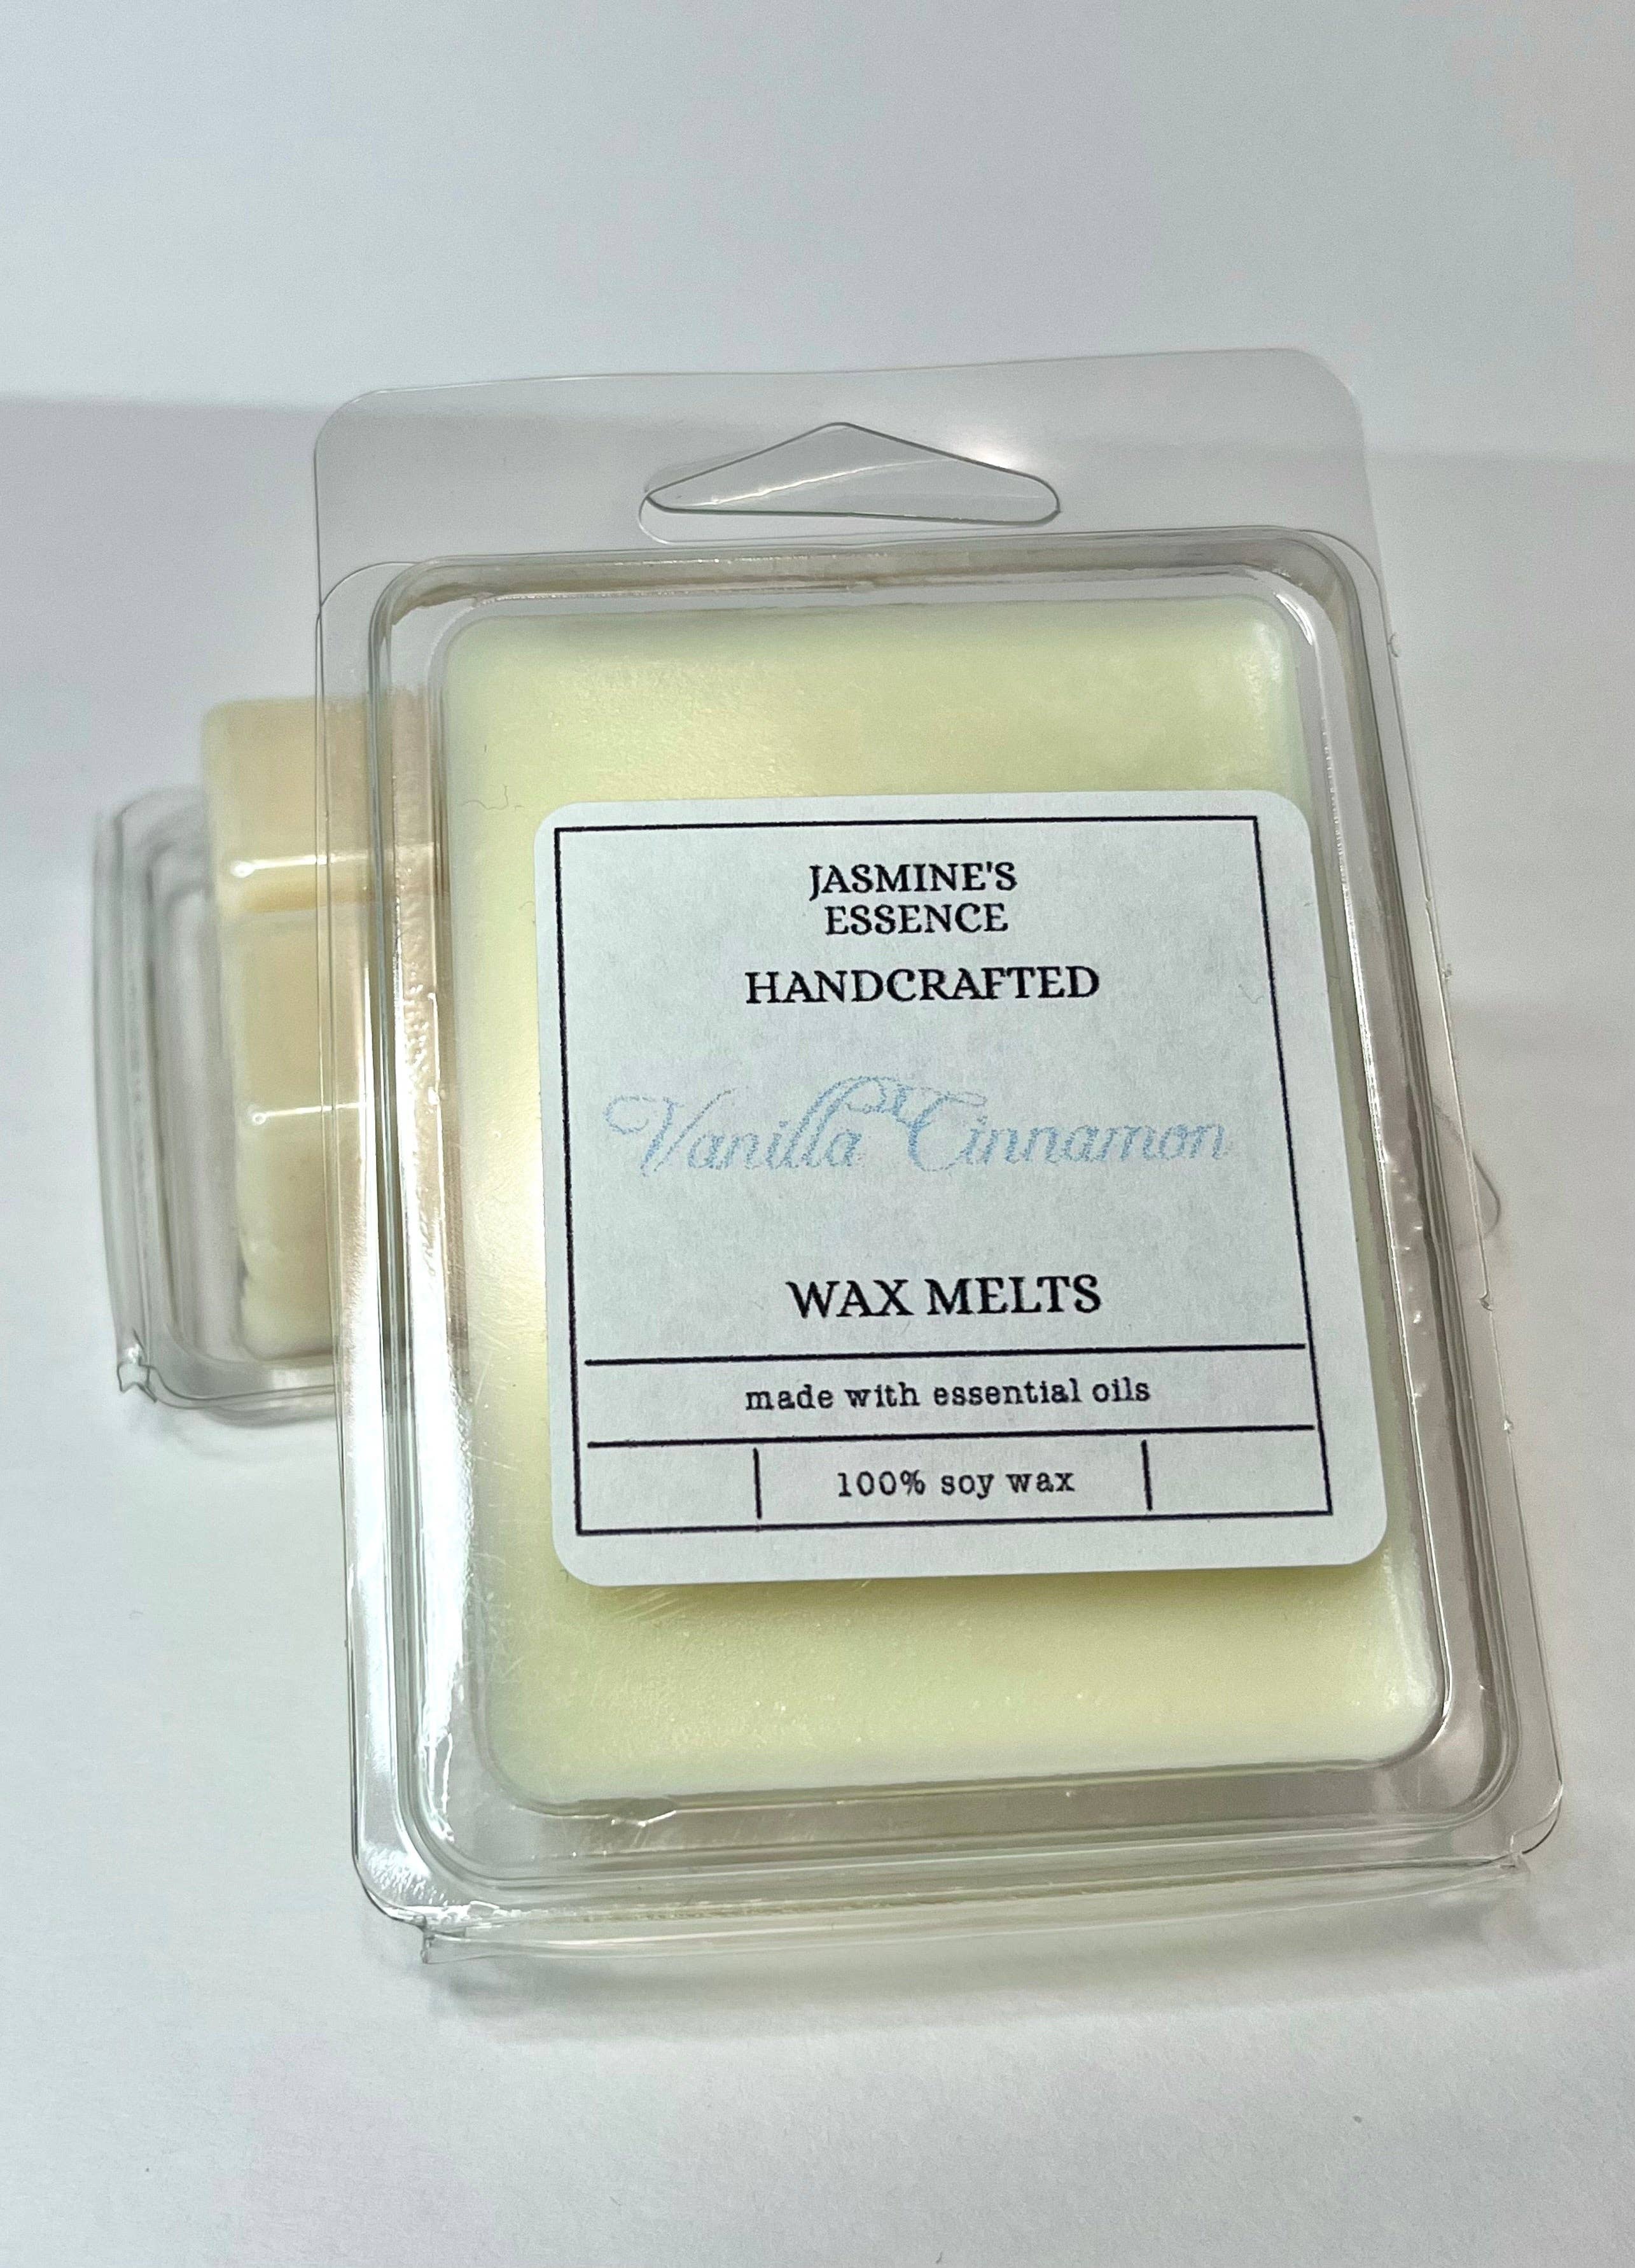 JASMINE'S
ESSENCE
HANDCRAFTED
Vanilla Cinnamon
WAX MELTS
made with essential oils
100% soy wax